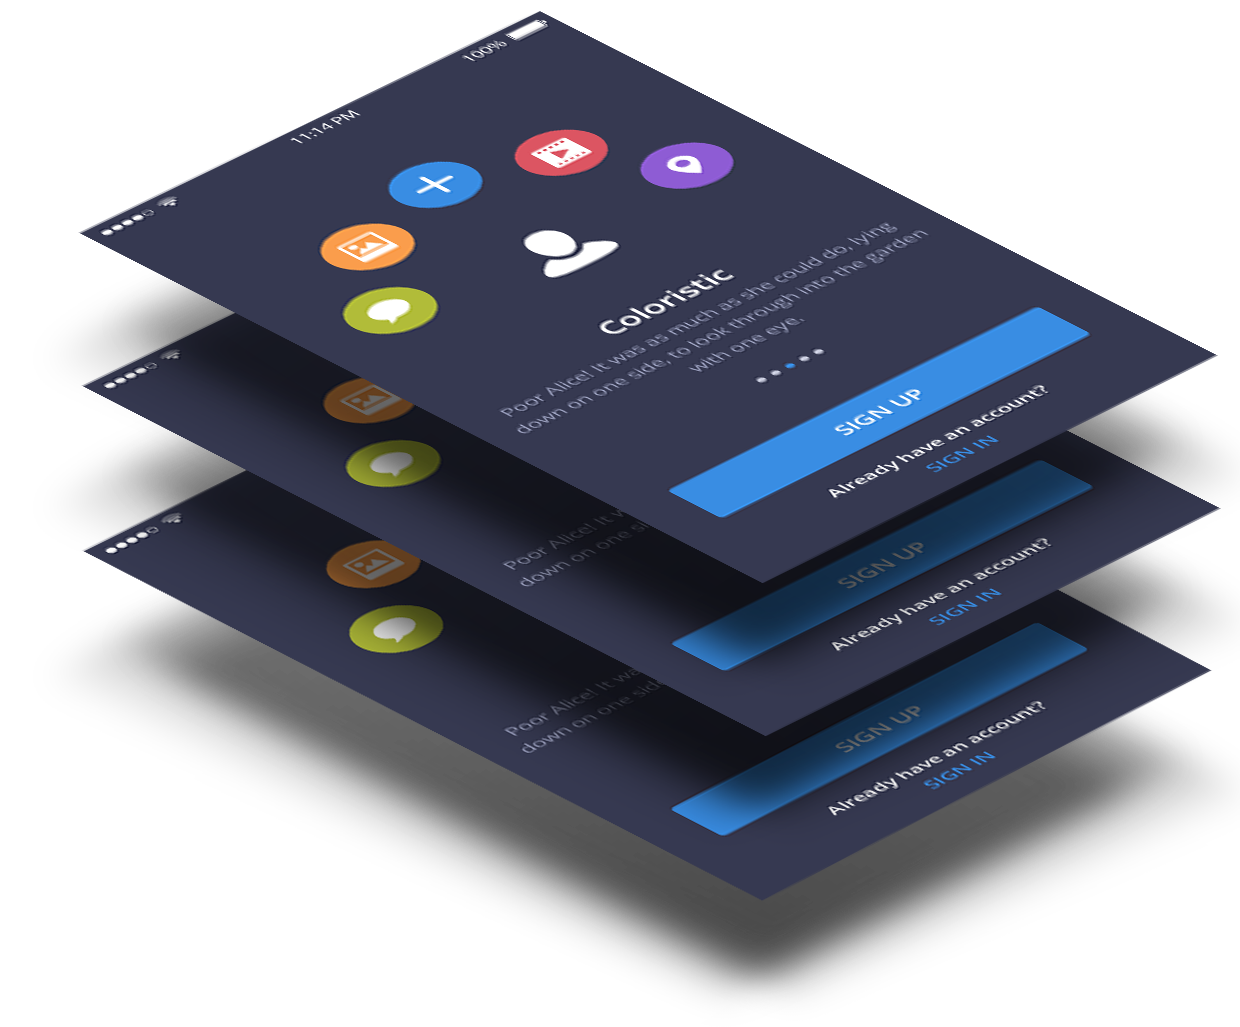 11:14 PM
100%
Coloristic
Poor Alice! It was as much as she could do, lying
down on one side, to look through into the garden
with one eye.
SIGN UP
Already have an account?
SIGN IN
Poor Alice! It w
down on one sid
SIGN UP
Already have an account?
SIGN IN
Poor Alice! It wa
down on one side
SIGN UP
Already have an account?
SIGN IN